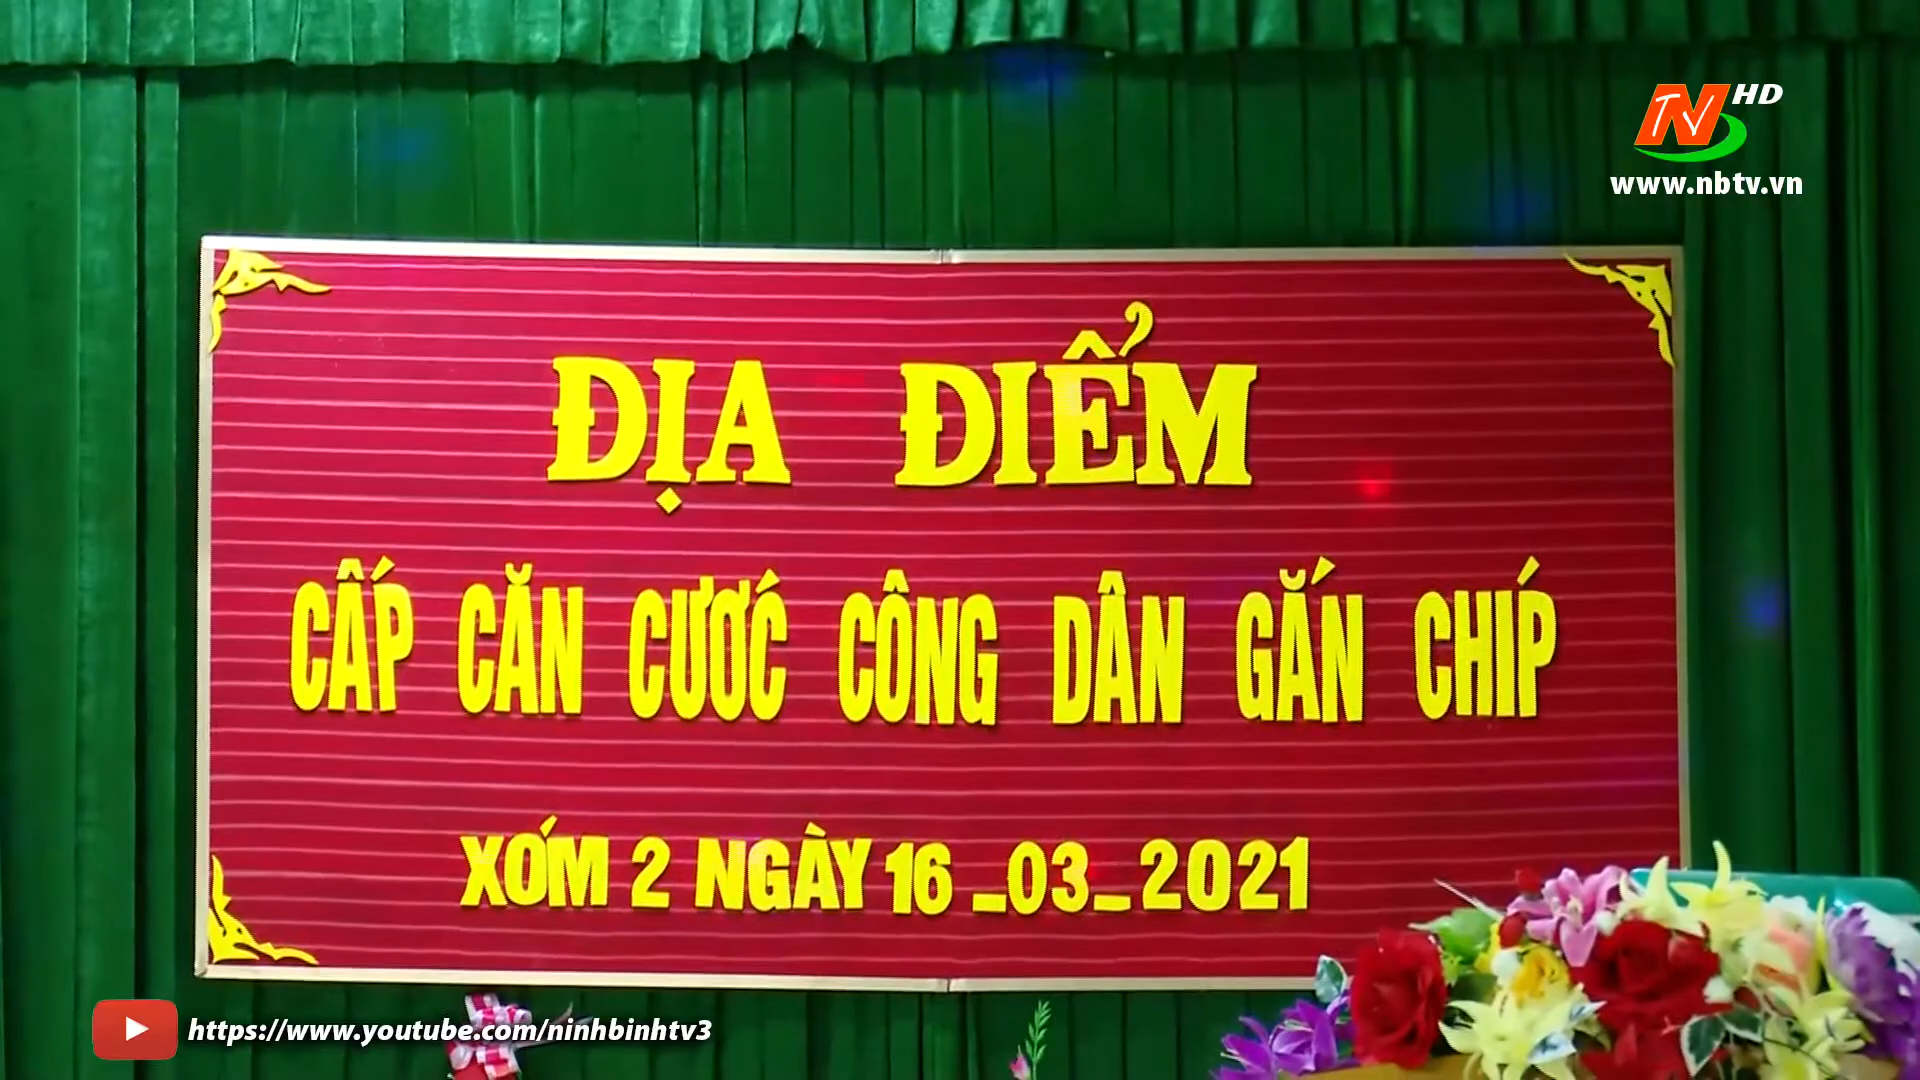 NTV HD
www.nbtv.vn
ĐỊA ĐIỂM
CẤP CĂN CƯỚC CÔNG DÂN GẮN CHÍP
XÓM 2 NGÀY 16_03_2021
https://www.youtube.com/ninhbinhtv3